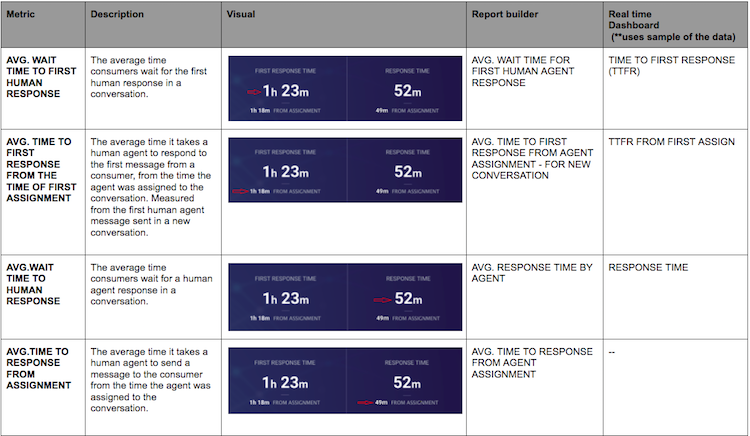 Metric
Description
Visual
Report builder
Real time
Dashboard
(**uses sample of the data)
AVG. WAIT
TIME TO FIRST
HUMAN
RESPONSE
The average time
consumers wait for the first
human response in a
conversation.
FIRST RESPONSE TIME
1h 23m
1h 18m FROM ASSIGNMENT
RESPONSE TIME
52m
49m FROM ASSIGNMENT
AVG. WAIT TIME FOR
FIRST HUMAN AGENT
RESPONSE
TIME TO FIRST RESPONSE
(TTFR)
AVG. TIME TO
FIRST
RESPONSE
FROM THE
TIME OF FIRST
ASSIGNMENT
The average time it takes a
human agent to respond to
the first message from a
consumer, from the time the
agent was assigned to the
conversation. Measured
from the first human agent
message sent in a new
conversation.
FIRST RESPONSE TIME
1h 23m
1h 18m FROM ASSIGNMENT
RESPONSE TIME
52m
49m FROM ASSIGNMENT
AVG. TIME TO FIRST
RESPONSE FROM AGENT
ASSIGNMENT - FOR NEW
CONVERSATION
TTFR FROM FIRST ASSIGN
AVG.WAIT
TIME TO
HUMAN
RESPONSE
The average time
consumers wait for a human
agent response in a
conversation.
FIRST RESPONSE TIME
1h 23m
1h 18m FROM ASSIGNMENT
RESPONSE TIME
52m
49m FROM ASSIGNMENT
AVG. RESPONSE TIME BY
AGENT
RESPONSE TIME
AVG.TIME TO
RESPONSE
FROM
ASSIGNMENT
The average time it takes a
human agent to send a
message to the consumer
from the time the agent was
assigned to the
conversation.
FIRST RESPONSE TIME
1h 23m
1h 18m FROM ASSIGNMENT
RESPONSE TIME
52m
49m FROM ASSIGNMENT
AVG. TIME TO RESPONSE
FROM AGENT
ASSIGNMENT
--